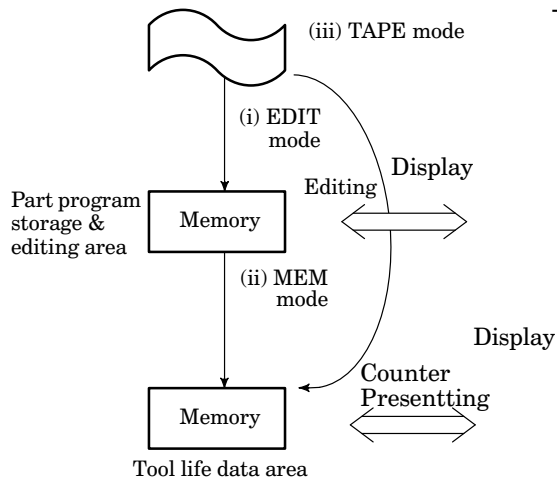 (iii) TAPE mode
(i) EDIT
mode
Display
Editing
Part program
storage &
editing area
Memory
(ii) MEM
mode
Display
Counter
Presentting
Memory
Tool life data area